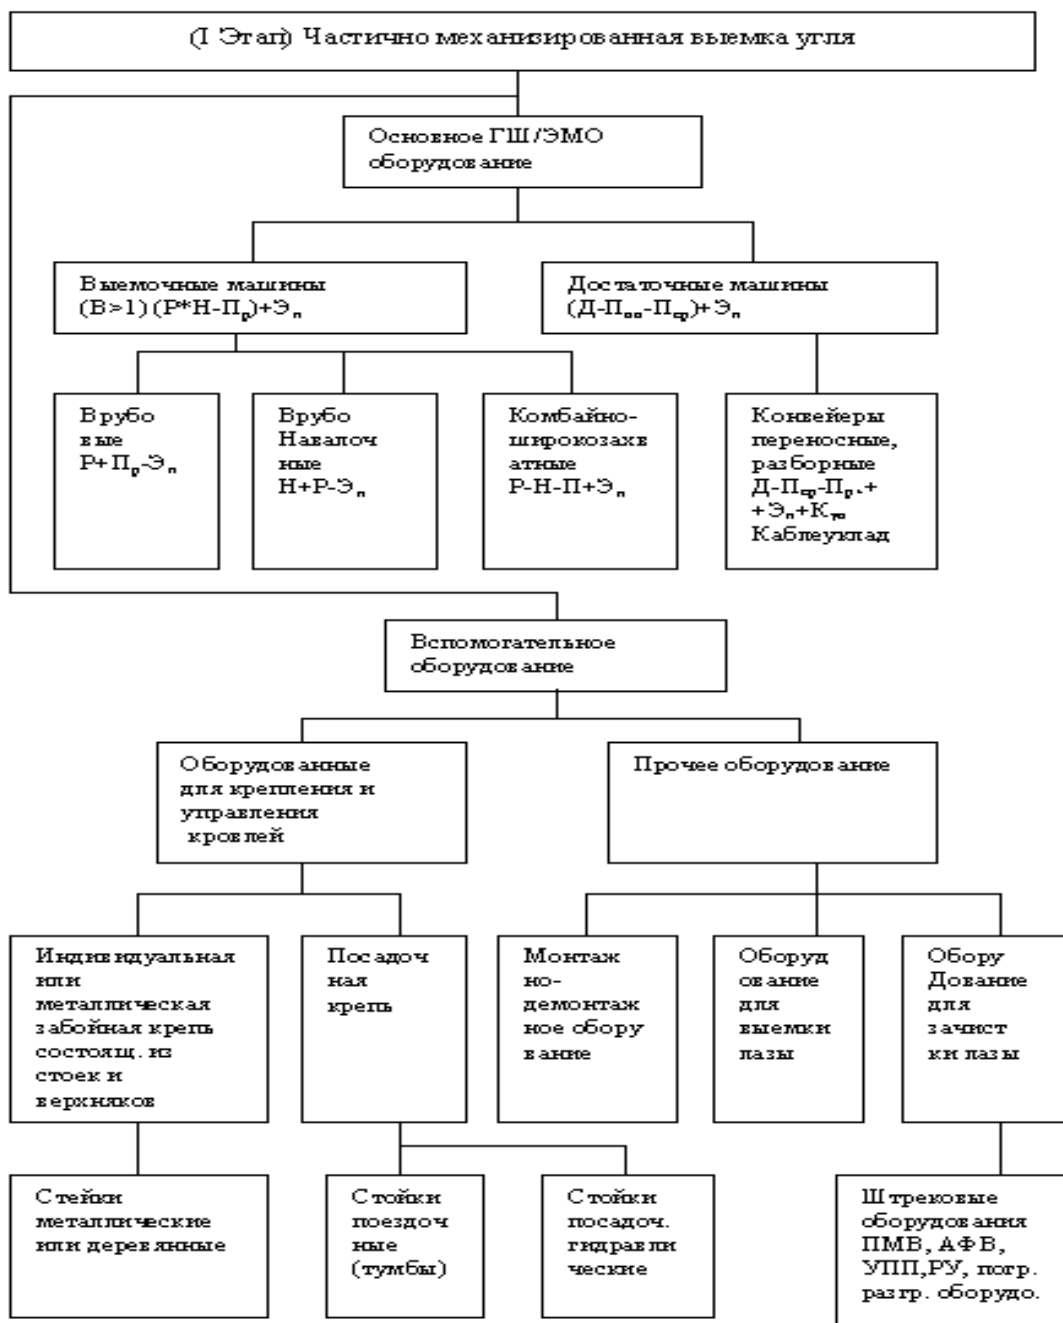 (I Этап) Частично механизированная выемка угля
Основное ГШ/ЭМО
оборудование
Выемочные машины
(В>1) (Р*Н-Пр)+Эп
Достаточные машины
(Д-Ппп-Пср)+Эп
Врубо
вые
Р+Пр-Эп
Врубо
Навалоч
ные
Н+Р-Эп
Комбайно-
широкозахв
атные
Р-Н-П+Эп
Конвейеры
переносные,
разборные
Д-Пср-Пр.+
+Эп+Куп
Каблеуклад
Вспомогательное
оборудование
Оборудованные
для крепления и
управления
кровлей
Прочее оборудование
Индивидуальная
или
металлическая
забойная крепь
состоящ. из
стоек и
верхняков
Посадоч
ная
крепь
Монтаж
но-
демонтаж
ное обору
вание
Оборуд
ование
для
выемки
лазы
Обору
Дование
для
зачист
ки лазы
Стейки
металлические
или деревянные
Стойки
поездоч
ные
(тумбы)
Стойки
посадоч.
гидравли
ческие
Штрековые
оборудования
ПМВ, АФВ,
УПП,РУ, погр.
разгр. оборудо.